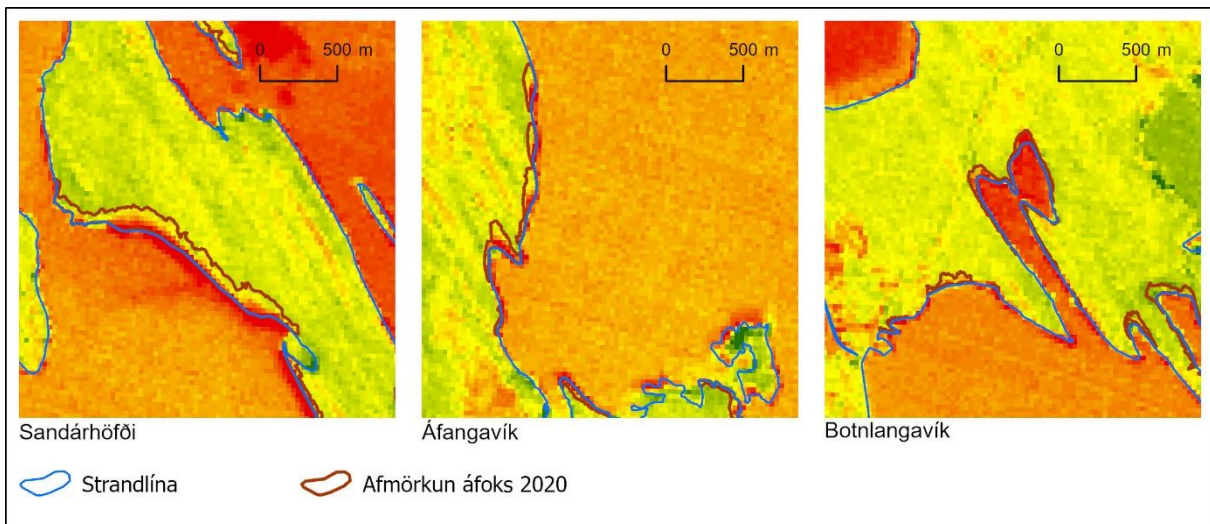 0 500 m
0 500 m
0 500 m
Sandárhöfði
Áfangavík
Botnlangavík
Strandlína
Afmörkun áfoks 2020